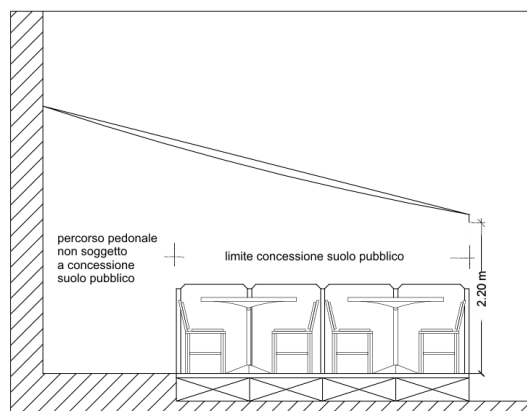 percorso pedonale
non soggetto
a concessione
suolo pubblico
limite concessione suolo pubblico
2.20 m